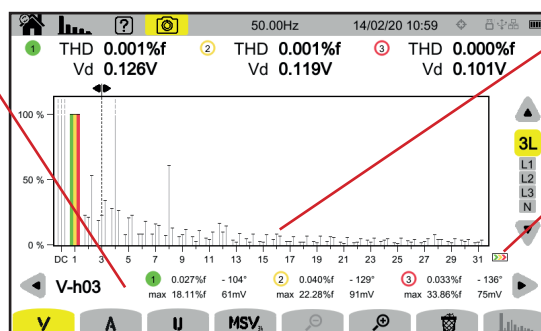 ? 50.00Hz 14/02/20 10:59
1 THD 0.001%f 2 THD 0.001%f 3 THD 0.000%f
Vd 0.126V Vd 0.119V Vd 0.101V
100 %
50 %
0 %
3L
L1
L2
L3
N
DC 1 3 5 7 9 11 13 15 17 19 21 23 25 27 29 31
V-h03
1 0.027%f - 104° 2 0.040%f - 129° 3 0.033%f - 136°
max 18.11%f 61mV max 22.28%f 91mV max 33.86%f 75mV
V A U MSV